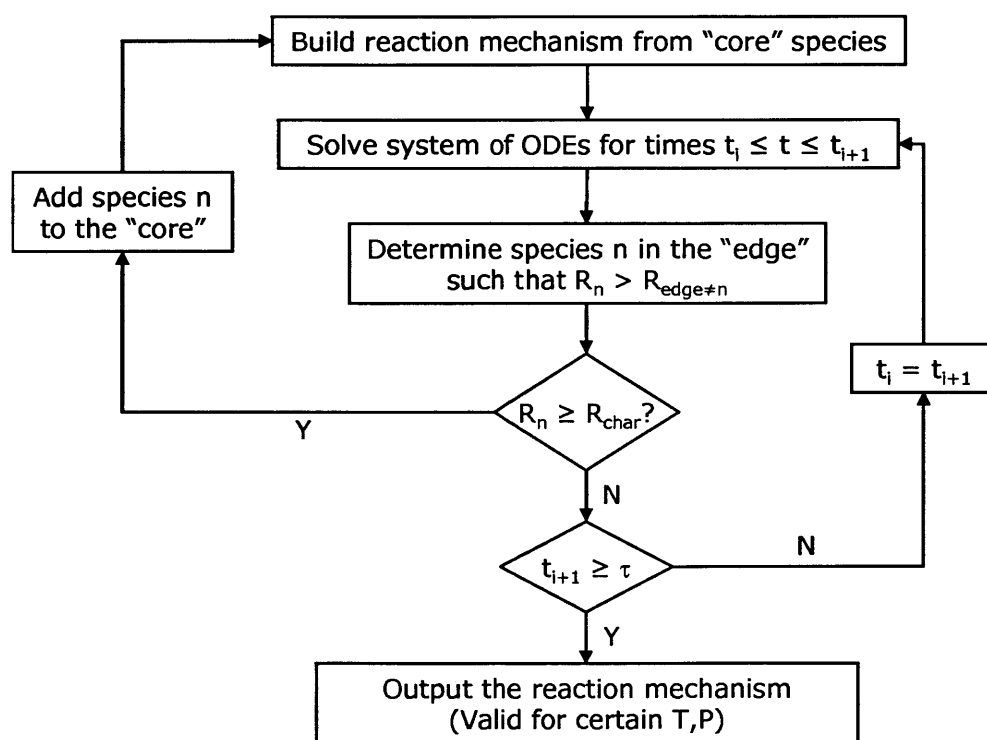 Build reaction mechanism from “core” species
Solve system of ODEs for times tᵢ ≤ t ≤ tᵢ₊₁
Add species n
to the “core”
Determine species n in the “edge”
such that Rₙ > R_edge≠n
tᵢ = tᵢ₊₁
Rₙ ≥ R_char?
Y
N
tᵢ₊₁ ≥ τ
N
Y
Output the reaction mechanism
(Valid for certain T,P)